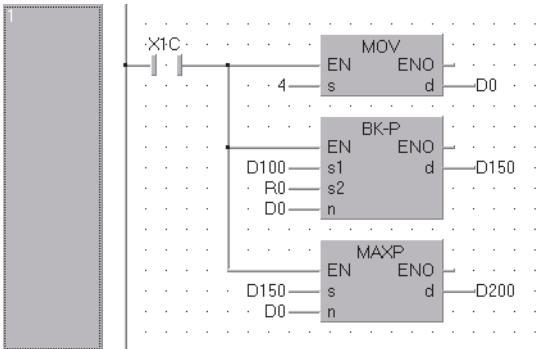 1
X1C
MOV
EN ENO
4 s d D0
BK-P
EN ENO
D100 s1 d D150
R0 s2
D0 n
MAXP
EN ENO
D150 s d D200
D0 n